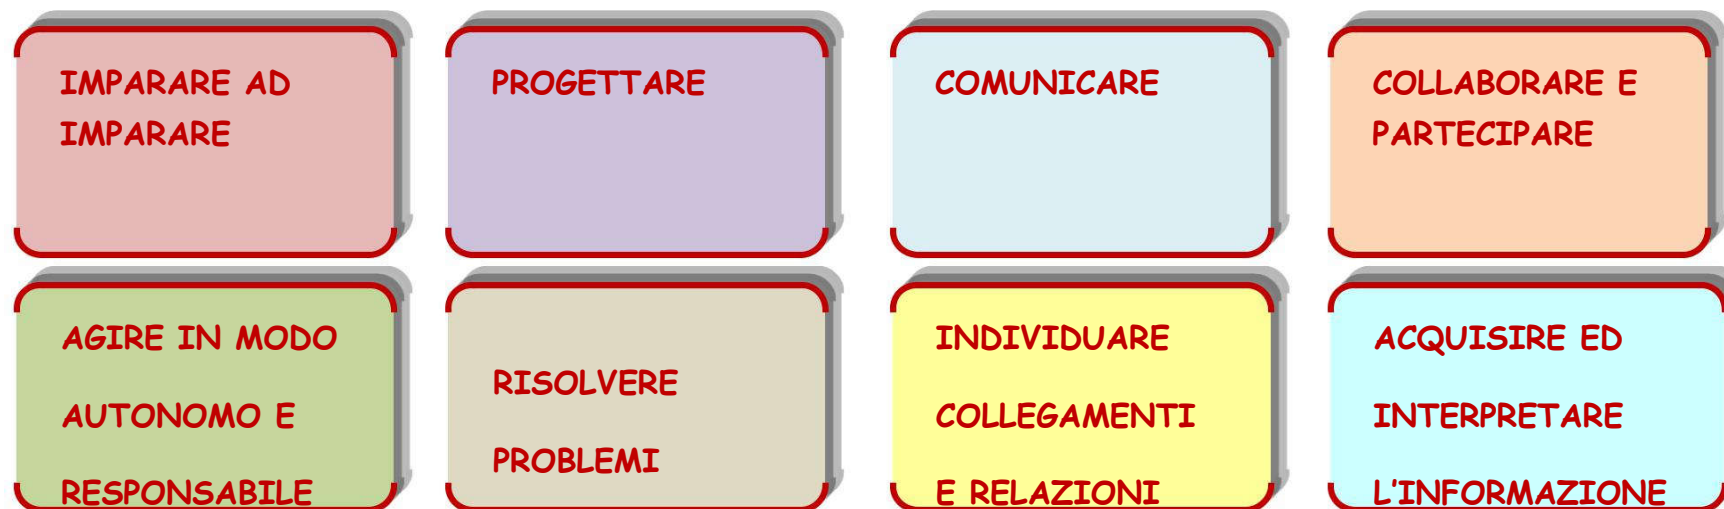 IMPARARE AD
IMPARARE
PROGETTARE
COMUNICARE
COLLABORARE E
PARTECIPARE
AGIRE IN MODO
AUTONOMO E
RESPONSABILE
RISOLVERE
PROBLEMI
INDIVIDUARE
COLLEGAMENTI
E RELAZIONI
ACQUISIRE ED
INTERPRETARE
L'INFORMAZIONE